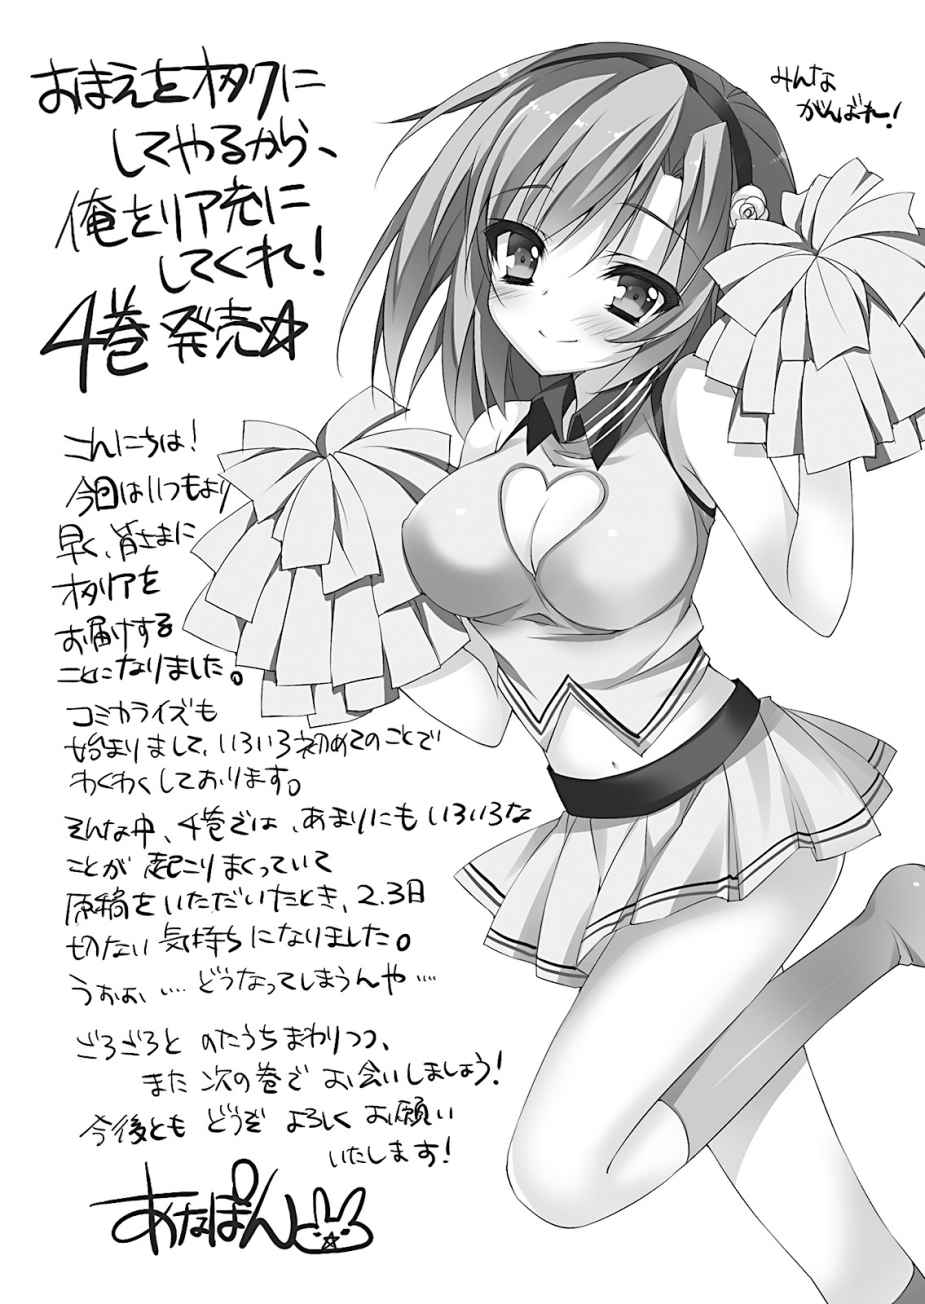 おまえをオタクに
してやるから、
俺をリア充に
してくれ!
4巻 発売☆
みんな
がんばれー!
こんにちは!
今回はいつもより
早く、皆さまに
オタリアを
お届けする
ことになりました。
コミカライズも
始まりまして、いろいろ初めてのことで
わくわくしております。
そんな中、4巻では、あまりにもいろいろな
ことが 起こりまくっていて
原稿をいただいたとき、2.3日
切ない気持ちになりました。
うおぉ、… どうなってしまうんや …
ごろごろと のたうちまわりつつ、
また 次の巻で お会いしましょう!
今後とも どうぞ よろしく お願い
いたします!
あなぽん